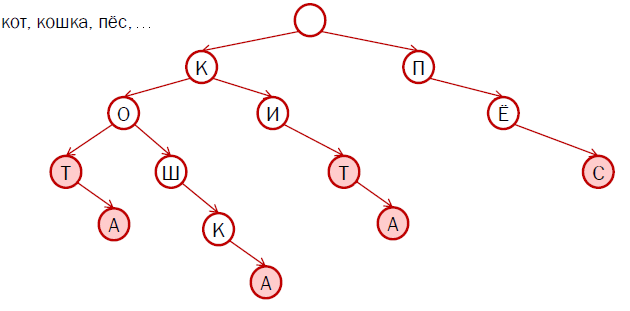 кот, кошка, пёс, ...
К П
О И Ё
Т Ш Т С
А К А
А